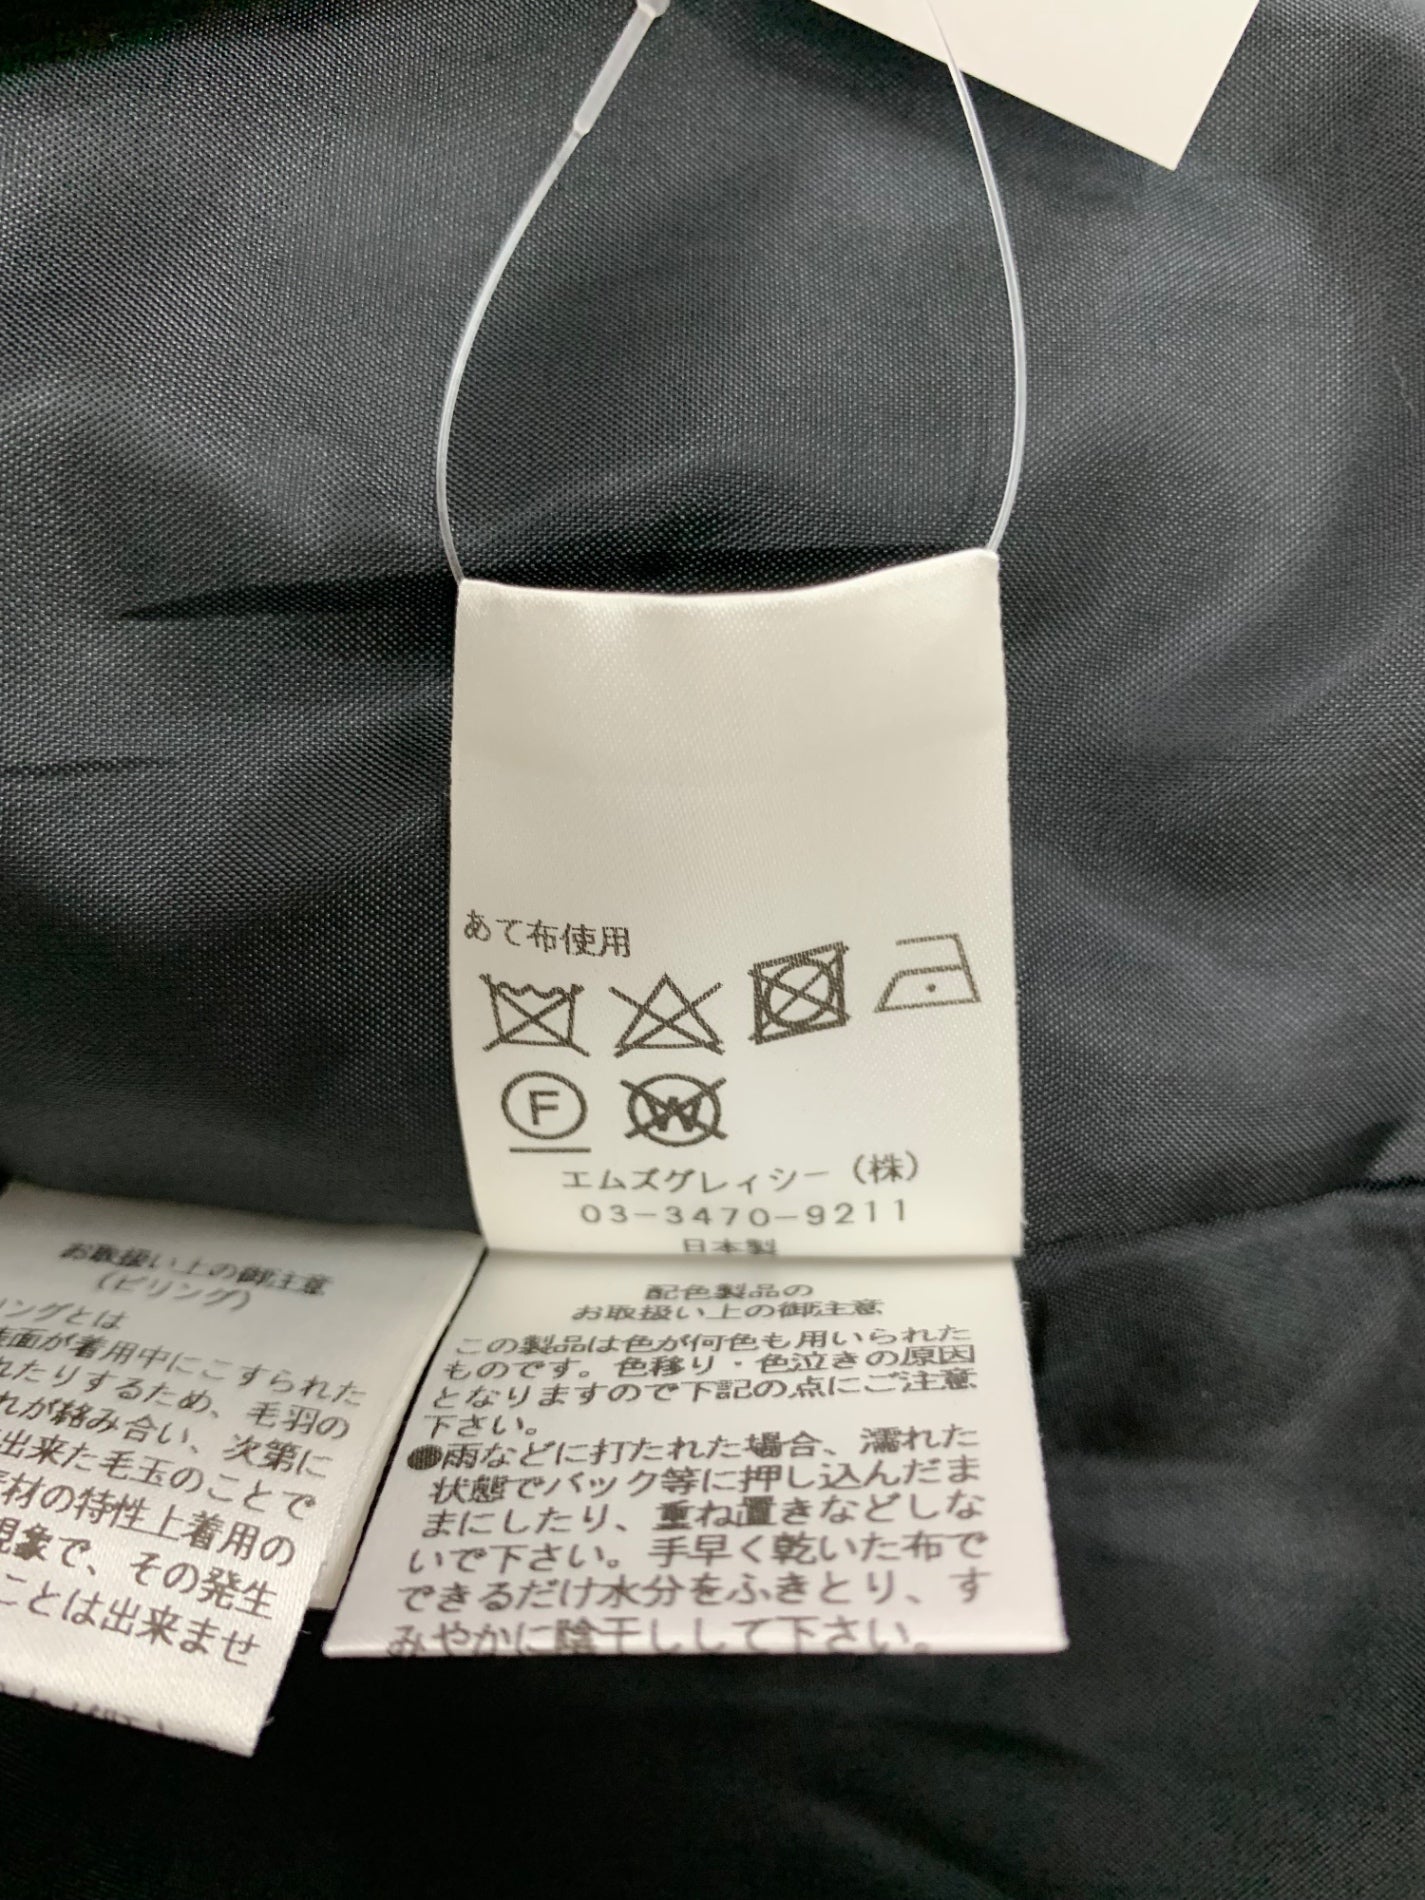 あて布使用
F
W
エムズグレィシー（株）
03-3470-9211
日本製
お取扱い上の御注意
（ピリング）
リングとは
表面が着用中にこすられた
れたりするため、毛羽の
れが絡み合い、次第に
出来た毛玉のことで
素材の特性上着用の
現象で、その発生
ことは出来ませ
配色製品の
お取扱い上の御注意
この製品は色が何色も用いられた
ものです。色移り・色泣きの原因
となりますので下記の点にご注意
下さい。
●雨などに打たれた場合、濡れた
状態でバック等に押し込んだま
まにしたり、重ね置きなどしな
いで下さい。手早く乾いた布で
できるだけ水分をふきとり、す
みやかに陰干しして下さい。